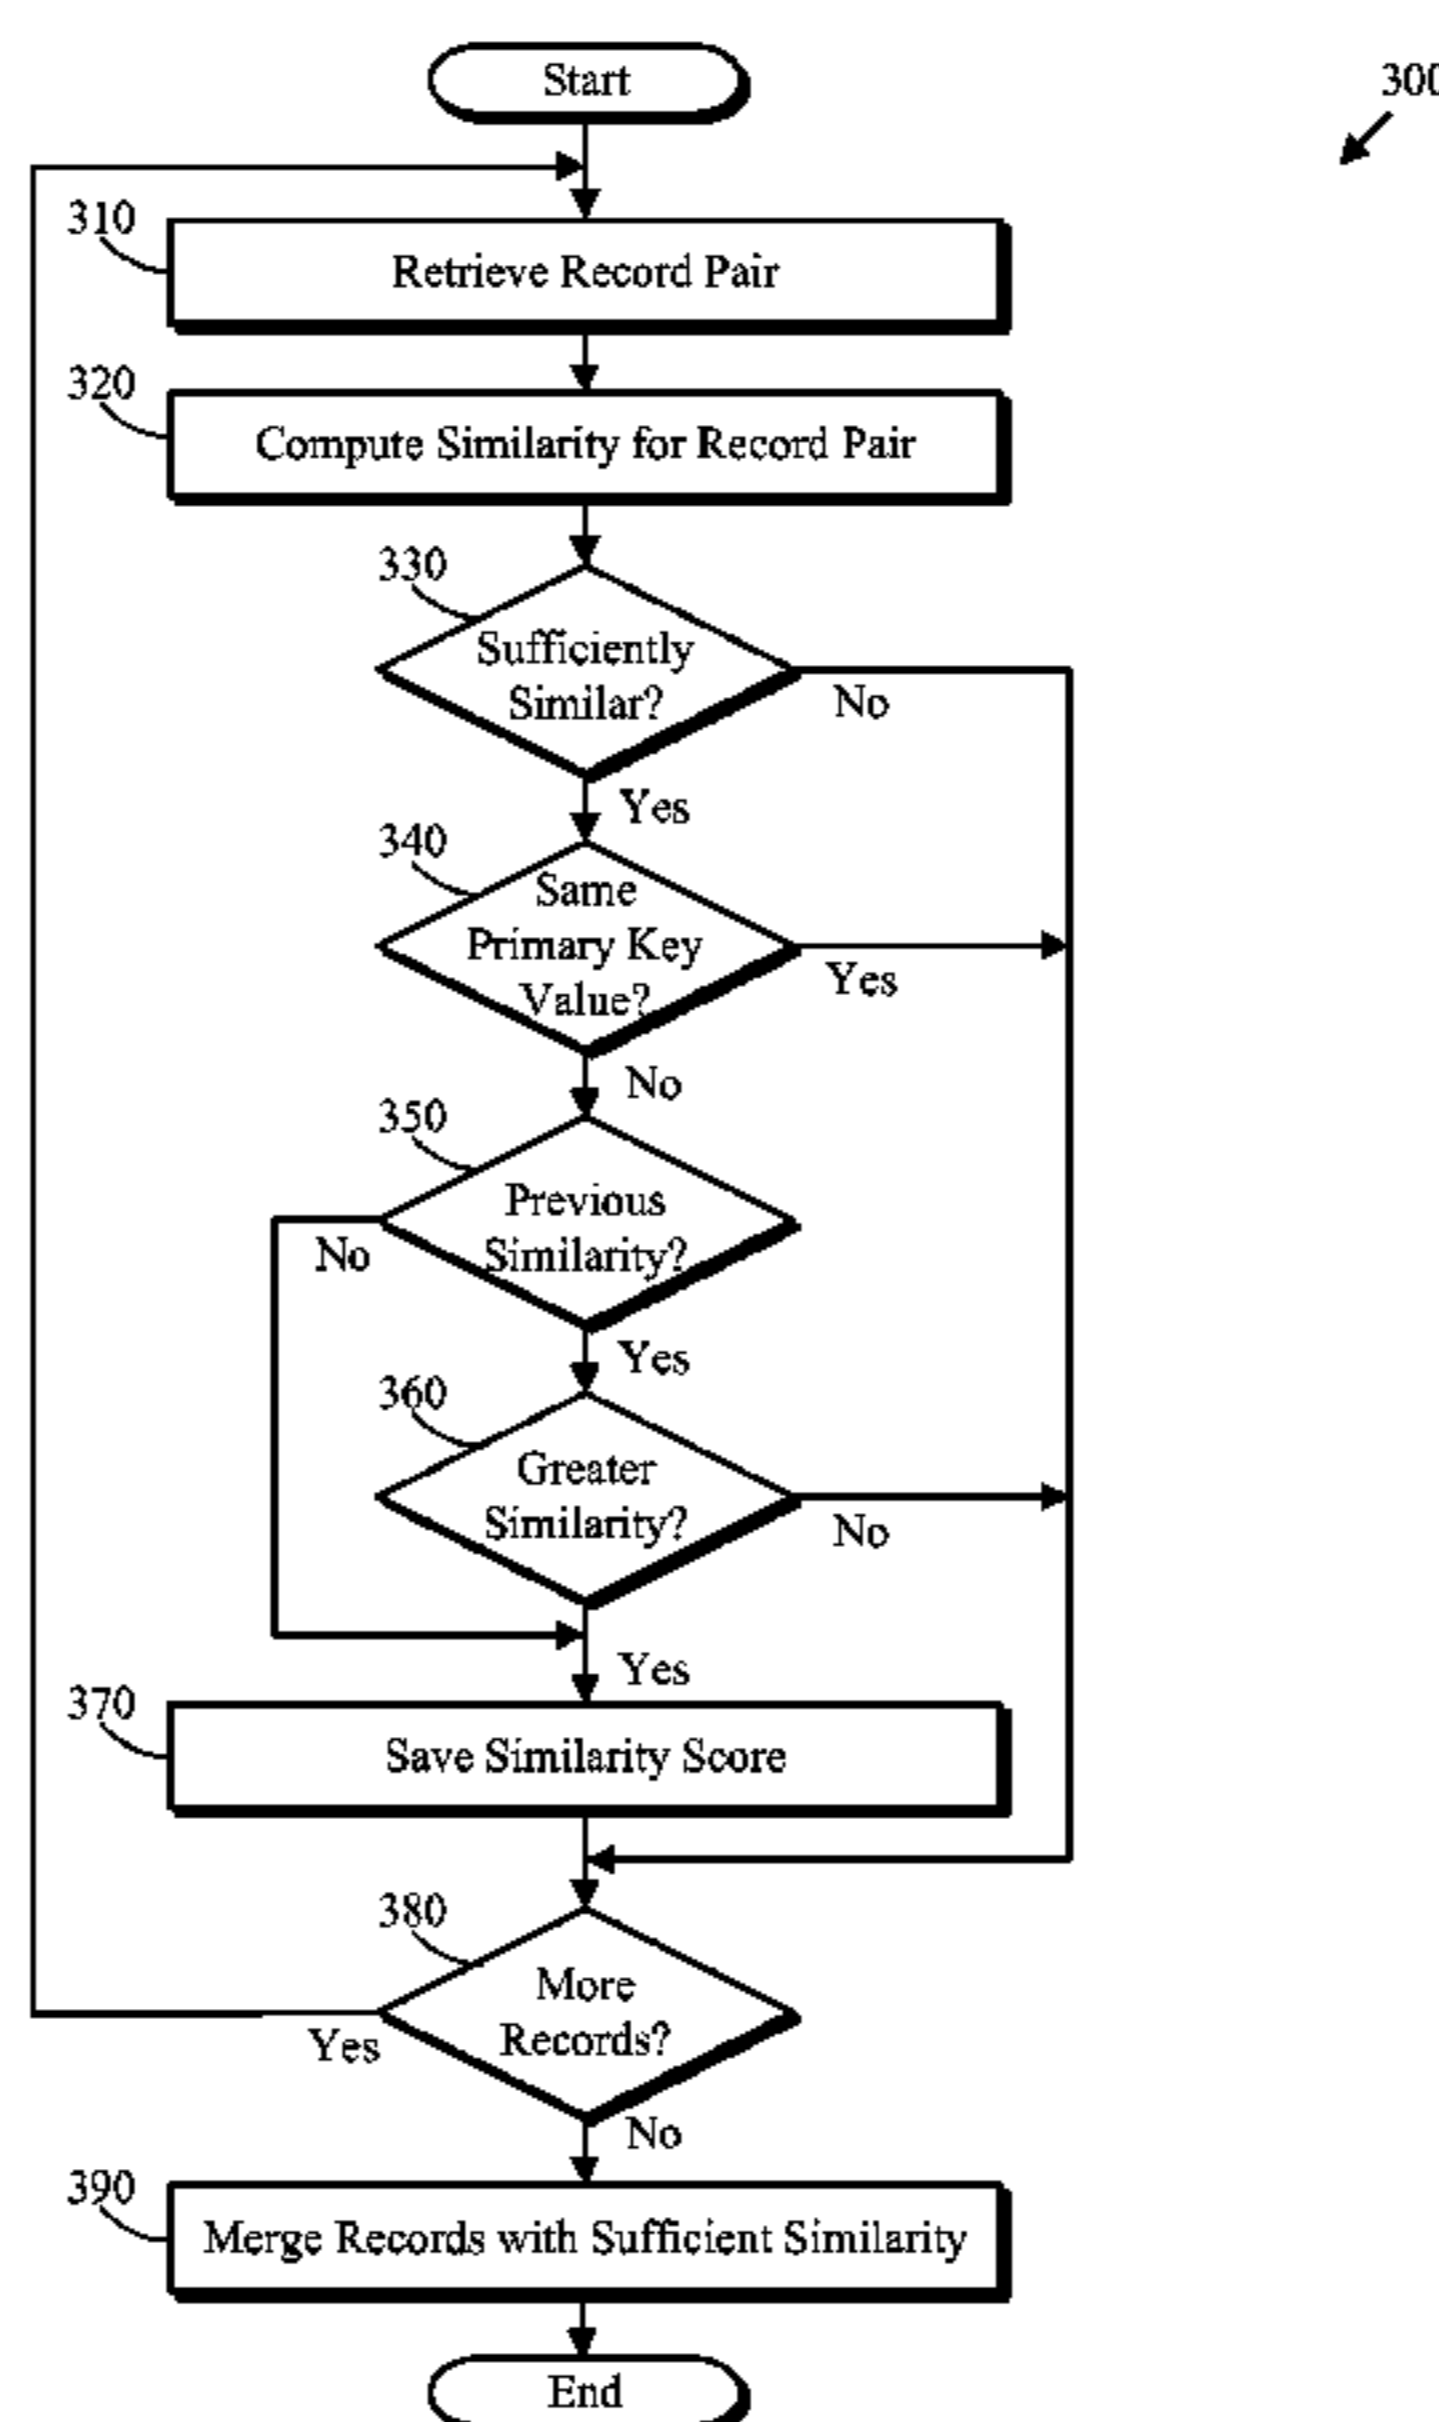 Start
300
310
Retrieve Record Pair
320
Compute Similarity for Record Pair
330
Sufficiently
Similar?
No
Yes
340
Same
Primary Key
Value?
Yes
No
350
Previous
Similarity?
No
Yes
360
Greater
Similarity?
No
Yes
370
Save Similarity Score
380
More
Records?
Yes
No
390
Merge Records with Sufficient Similarity
End